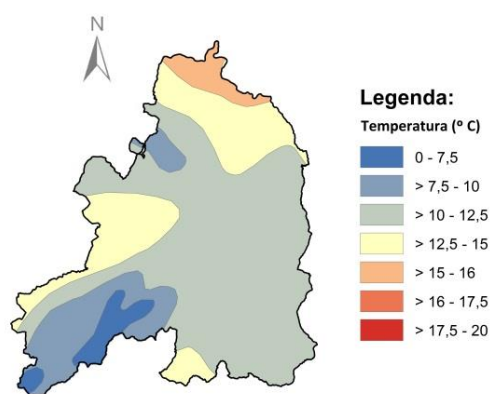 N
Legenda:
Temperatura (º C)
0 - 7,5
> 7,5 - 10
> 10 - 12,5
> 12,5 - 15
> 15 - 16
> 16 - 17,5
> 17,5 - 20